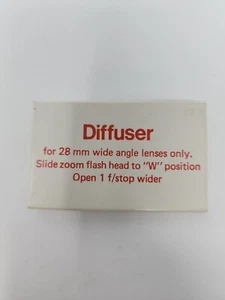 Diffuser
for 28 mm wide angle lenses only.
Slide zoom flash head to "W" position
Open 1 f/stop wider